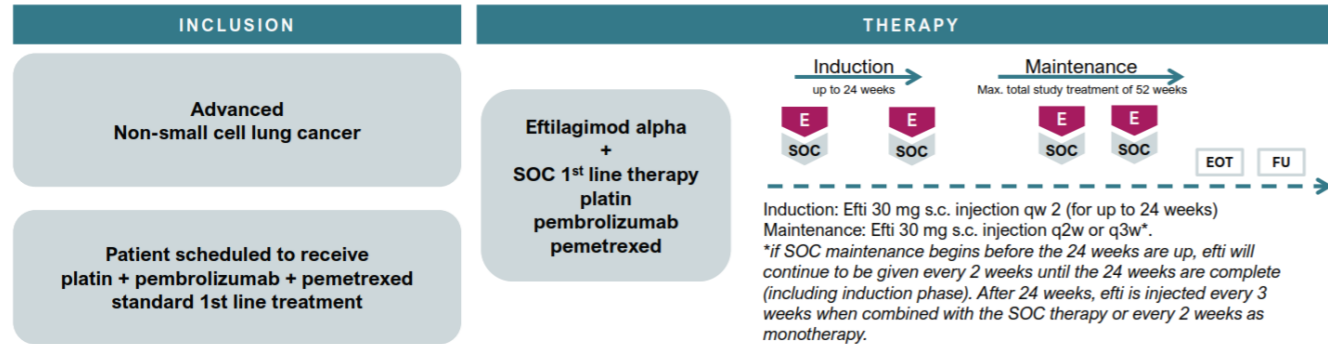 INCLUSION
Advanced
Non-small cell lung cancer
Patient scheduled to receive
platin + pembrolizumab + pemetrexed
standard 1st line treatment
THERAPY
Eftilagimod alpha
+
SOC 1st line therapy
platin
pembrolizumab
pemetrexed
Induction
up to 24 weeks
Maintenance
Max. total study treatment of 52 weeks
E
SOC
E
SOC
E
SOC
E
SOC
EOT
FU
Induction: Efti 30 mg s.c. injection qw 2 (for up to 24 weeks)
Maintenance: Efti 30 mg s.c. injection q2w or q3w*.
*if SOC maintenance begins before the 24 weeks are up, efti will
continue to be given every 2 weeks until the 24 weeks are complete
(including induction phase). After 24 weeks, efti is injected every 3
weeks when combined with the SOC therapy or every 2 weeks as
monotherapy.